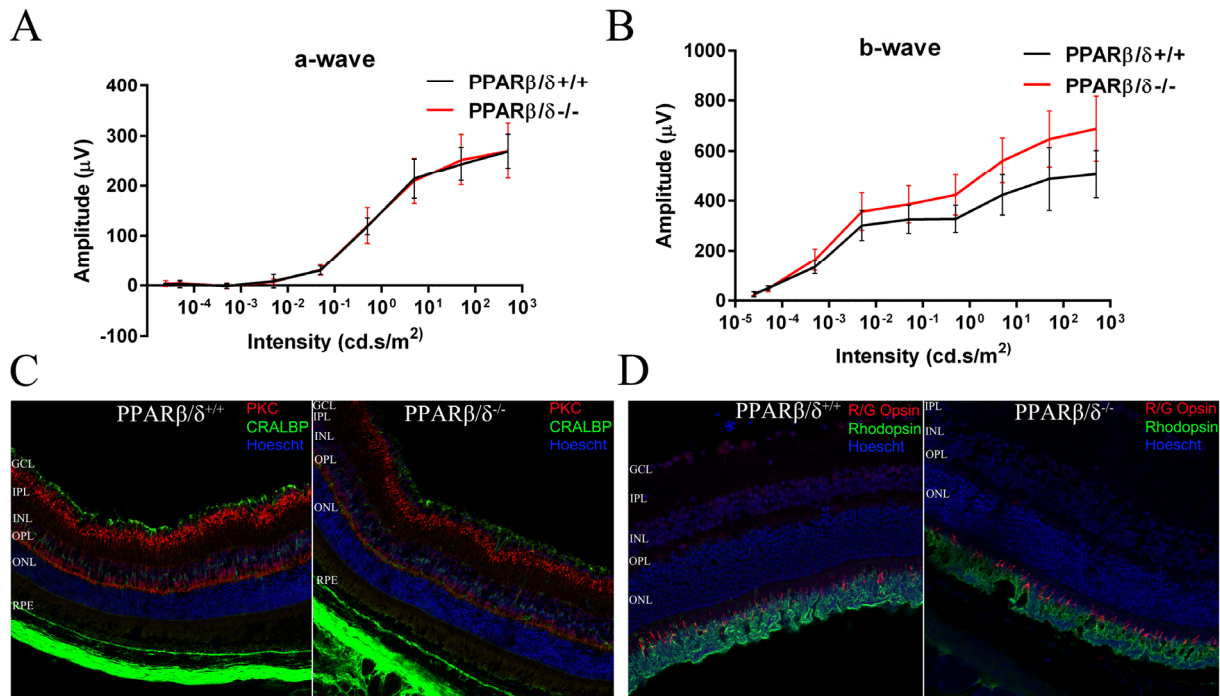 A
a-wave
PPARβ/δ+/+
PPARβ/δ-/-
Amplitude (μV)
400
300
200
100
0
-100
10⁻⁴ 10⁻³ 10⁻² 10⁻¹ 10⁰ 10¹ 10² 10³
Intensity (cd.s/m²)
B
b-wave
PPARβ/δ+/+
PPARβ/δ-/-
Amplitude (μV)
1000
800
600
400
200
0
10⁻⁵ 10⁻⁴ 10⁻³ 10⁻² 10⁻¹ 10⁰ 10¹ 10² 10³
Intensity (cd.s/m²)
C
PPARβ/δ⁺/⁺
PKC
CRALBP
Hoescht
GCL
IPL
INL
OPL
ONL
RPE
PPARβ/δ⁻/⁻
PKC
CRALBP
Hoescht
GCL
IPL
INL
OPL
ONL
RPE
D
PPARβ/δ⁺/⁺
R/G Opsin
Rhodopsin
Hoescht
*
GCL
IPL
INL
OPL
ONL
PPARβ/δ⁻/⁻
R/G Opsin
Rhodopsin
Hoescht
IPL
INL
OPL
ONL